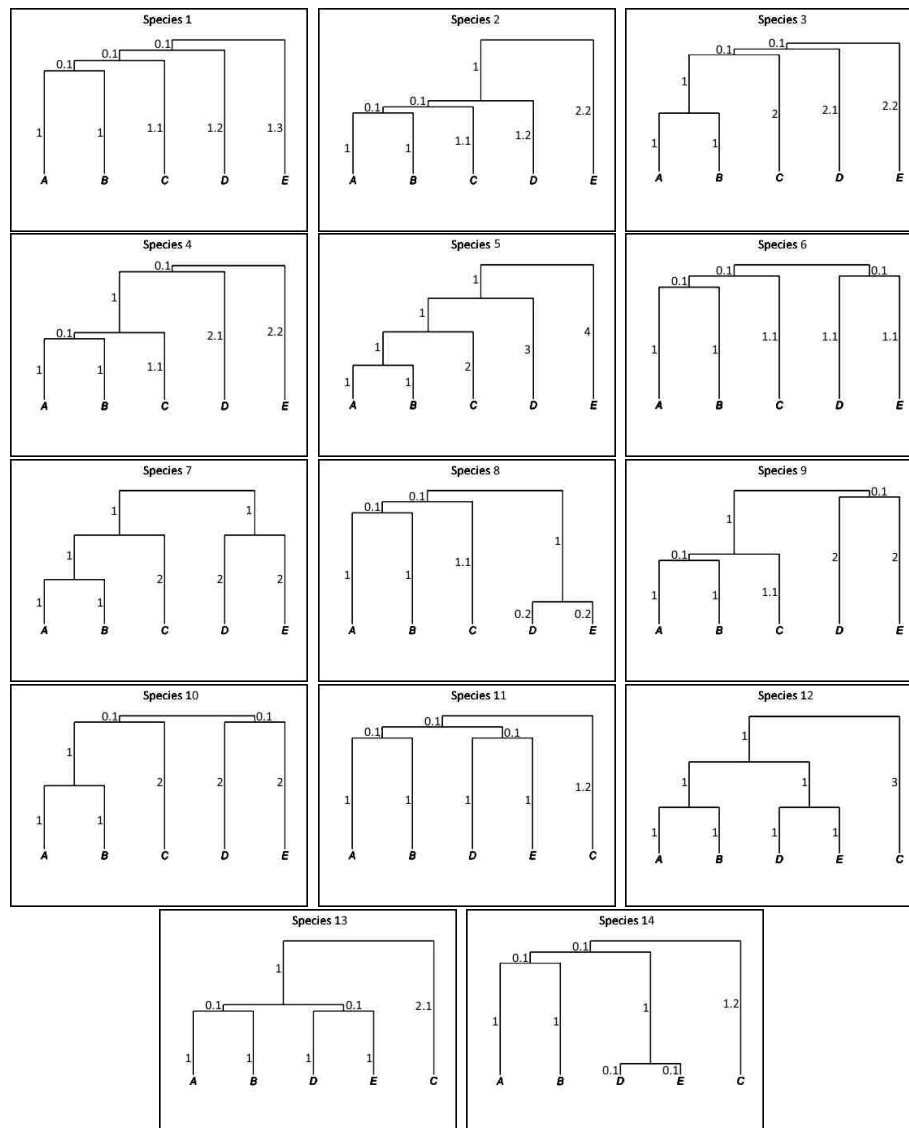 Species 1
0.1
0.1
0.1
1 1 1.1 1.2 1.3
A B C D E
Species 2
1
0.1
0.1
2.2
1 1 1.1 1.2
A B C D E
Species 3
0.1
0.1
1
2 2.1 2.2
1 1
A B C D E
Species 4
0.1
1
0.1
2.1 2.2
1 1 1.1
A B C D E
Species 5
1
1
1 3 4
1 1 2
A B C D E
Species 6
0.1 0.1
0.1
1 1 1.1 1.1 1.1
A B C D E
Species 7
1 1
1
1 1 2 2 2
A B C D E
Species 8
0.1
0.1
1
1 1 1.1
0.2 0.2
A B C D E
Species 9
0.1
1
0.1
2 2
1 1 1.1
A B C D E
Species 10
0.1 0.1
1
2 2 2
1 1
A B C D E
Species 11
0.1
0.1 0.1
1 1 1 1 1.2
A B D E C
Species 12
1
1 1 3
1 1 1 1
A B D E C
Species 13
1
0.1 0.1 2.1
1 1 1 1
A B D E C
Species 14
0.1
0.1
1 1 1 1.2
0.1 0.1
A B D E C